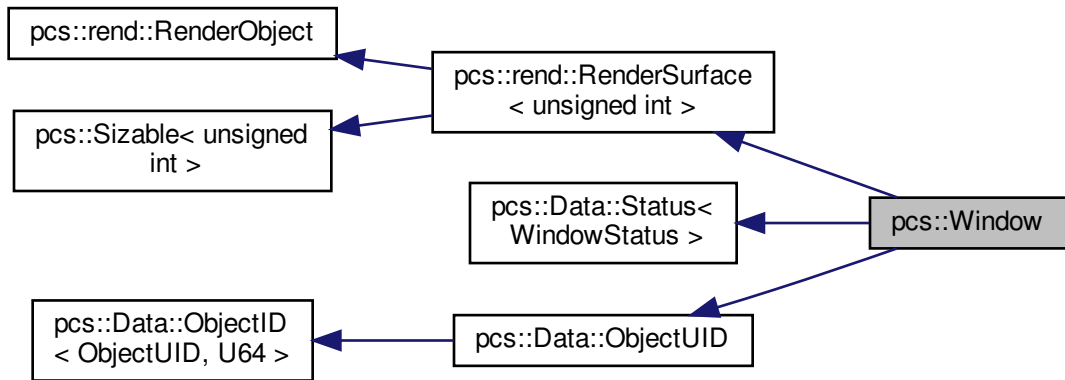 pcs::rend::RenderObject
pcs::Sizable< unsigned
int >
pcs::rend::RenderSurface
< unsigned int >
pcs::Data::Status<
WindowStatus >
pcs::Window
pcs::Data::ObjectID
< ObjectUID, U64 >
pcs::Data::ObjectUID